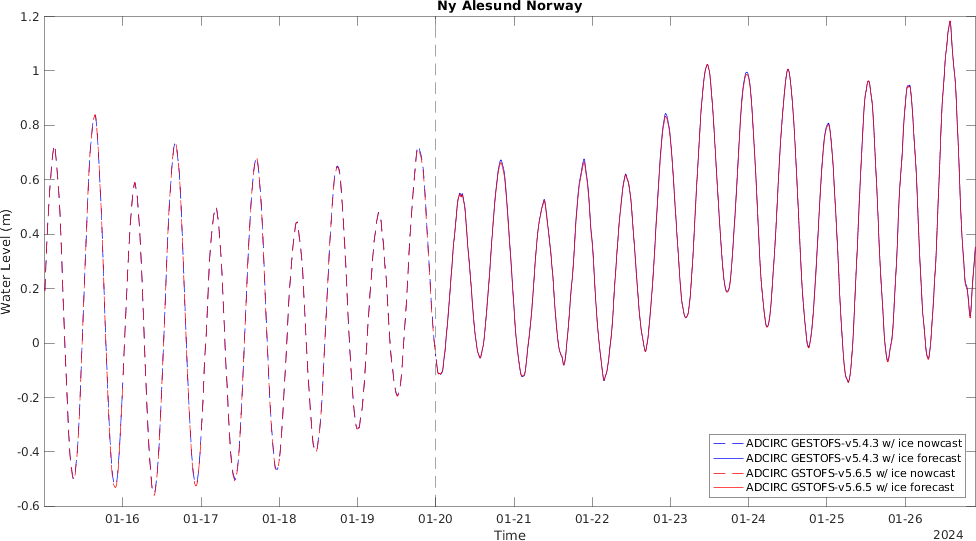 Ny Alesund Norway
1.2
1
0.8
0.6
0.4
0.2
0
-0.2
-0.4
-0.6
Water Level (m)
ADCIRC GESTOFS-v5.4.3 w/ ice nowcast
ADCIRC GESTOFS-v5.4.3 w/ ice forecast
ADCIRC GSTOFS-v5.6.5 w/ ice nowcast
ADCIRC GSTOFS-v5.6.5 w/ ice forecast
01-16 01-17 01-18 01-19 01-20 01-21 01-22 01-23 01-24 01-25 01-26
Time
2024